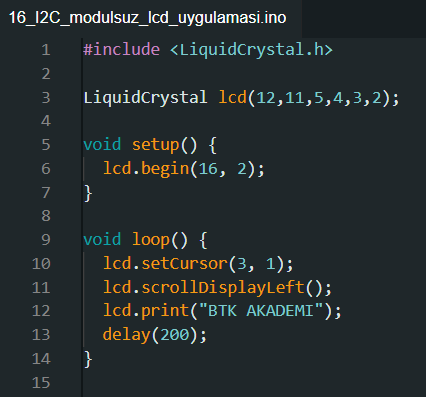 16_I2C_modulsuz_lcd_uygulamasi.ino
1 #include <LiquidCrystal.h>
2
3 LiquidCrystal lcd(12,11,5,4,3,2);
4
5 void setup() {
6   lcd.begin(16, 2);
7 }
8
9 void loop() {
10   lcd.setCursor(3, 1);
11   lcd.scrollDisplayLeft();
12   lcd.print("BTK AKADEMI");
13   delay(200);
14 }
15